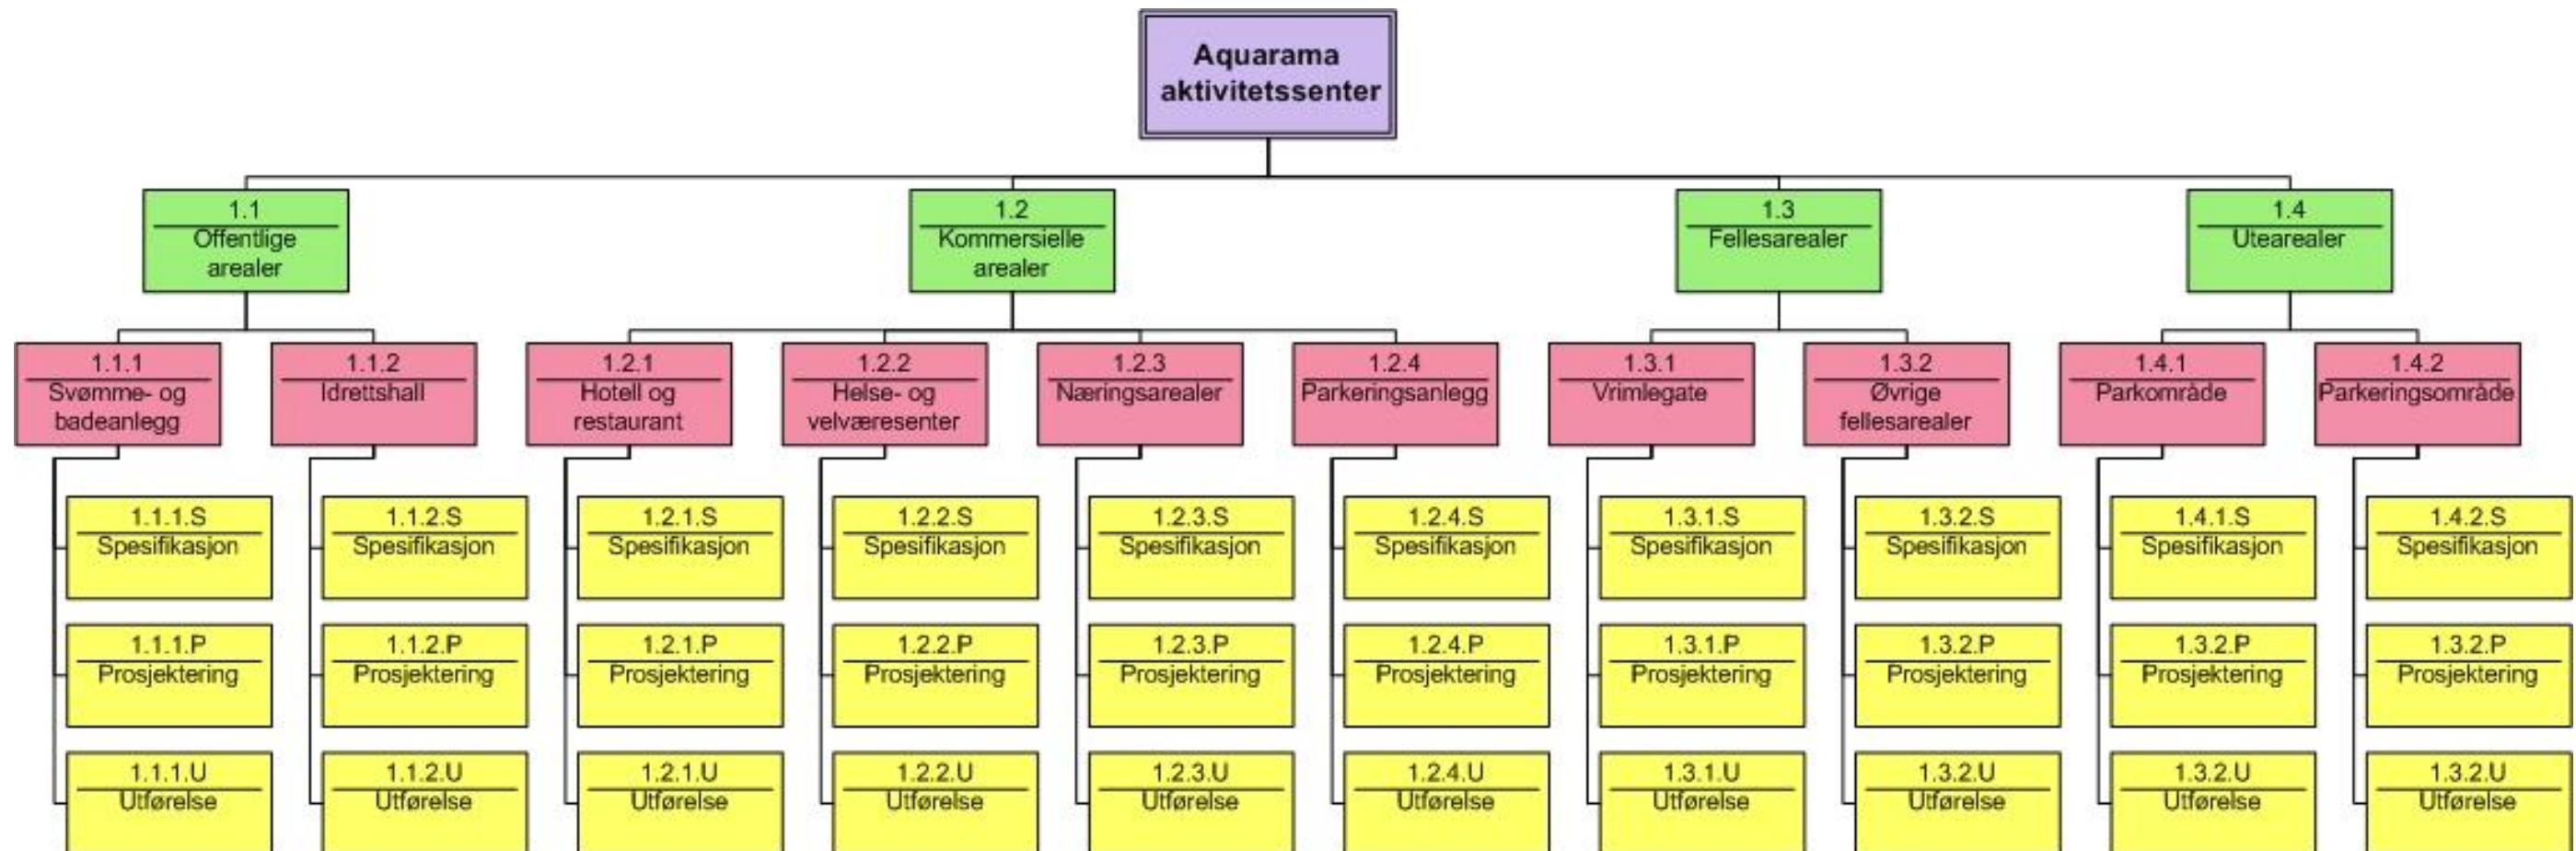 Aquarama
aktivitetssenter
1.1
Offentlige
arealer
1.2
Kommersielle
arealer
1.3
Fellesarealer
1.4
Utearealer
1.1.1
Svømme- og
badeanlegg
1.1.2
Idrettshall
1.2.1
Hotell og
restaurant
1.2.2
Helse- og
velværesenter
1.2.3
Næringsarealer
1.2.4
Parkeringsanlegg
1.3.1
Vrimlegate
1.3.2
Øvrige
fellesarealer
1.4.1
Parkområde
1.4.2
Parkeringsområde
1.1.1.S
Spesifikasjon
1.1.2.S
Spesifikasjon
1.2.1.S
Spesifikasjon
1.2.2.S
Spesifikasjon
1.2.3.S
Spesifikasjon
1.2.4.S
Spesifikasjon
1.3.1.S
Spesifikasjon
1.3.2.S
Spesifikasjon
1.4.1.S
Spesifikasjon
1.4.2.S
Spesifikasjon
1.1.1.P
Prosjektering
1.1.2.P
Prosjektering
1.2.1.P
Prosjektering
1.2.2.P
Prosjektering
1.2.3.P
Prosjektering
1.2.4.P
Prosjektering
1.3.1.P
Prosjektering
1.3.2.P
Prosjektering
1.3.2.P
Prosjektering
1.3.2.P
Prosjektering
1.1.1.U
Utførelse
1.1.2.U
Utførelse
1.2.1.U
Utførelse
1.2.2.U
Utførelse
1.2.3.U
Utførelse
1.2.4.U
Utførelse
1.3.1.U
Utførelse
1.3.2.U
Utførelse
1.3.2.U
Utførelse
1.3.2.U
Utførelse